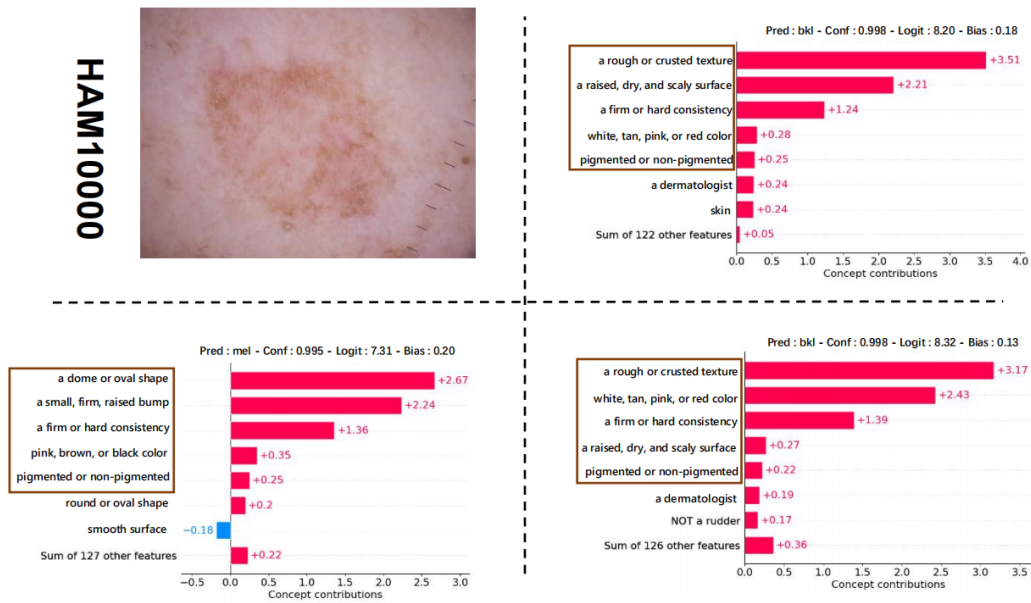 HAM10000
Pred : bkl - Conf : 0.998 - Logit : 8.20 - Bias : 0.18
a rough or crusted texture +3.51
a raised, dry, and scaly surface +2.21
a firm or hard consistency +1.24
white, tan, pink, or red color +0.28
pigmented or non-pigmented +0.25
a dermatologist +0.24
skin +0.24
Sum of 122 other features +0.05
0.0 0.5 1.0 1.5 2.0 2.5 3.0 3.5 4.0
Concept contributions
Pred : mel - Conf : 0.995 - Logit : 7.31 - Bias : 0.20
a dome or oval shape +2.67
a small, firm, raised bump +2.24
a firm or hard consistency +1.36
pink, brown, or black color +0.35
pigmented or non-pigmented +0.25
round or oval shape +0.2
smooth surface −0.18
Sum of 127 other features +0.22
−0.5 0.0 0.5 1.0 1.5 2.0 2.5 3.0
Concept contributions
Pred : bkl - Conf : 0.998 - Logit : 8.32 - Bias : 0.13
a rough or crusted texture +3.17
white, tan, pink, or red color +2.43
a firm or hard consistency +1.39
a raised, dry, and scaly surface +0.27
pigmented or non-pigmented +0.22
a dermatologist +0.19
NOT a rudder +0.17
Sum of 126 other features +0.36
0.0 0.5 1.0 1.5 2.0 2.5 3.0 3.5
Concept contributions